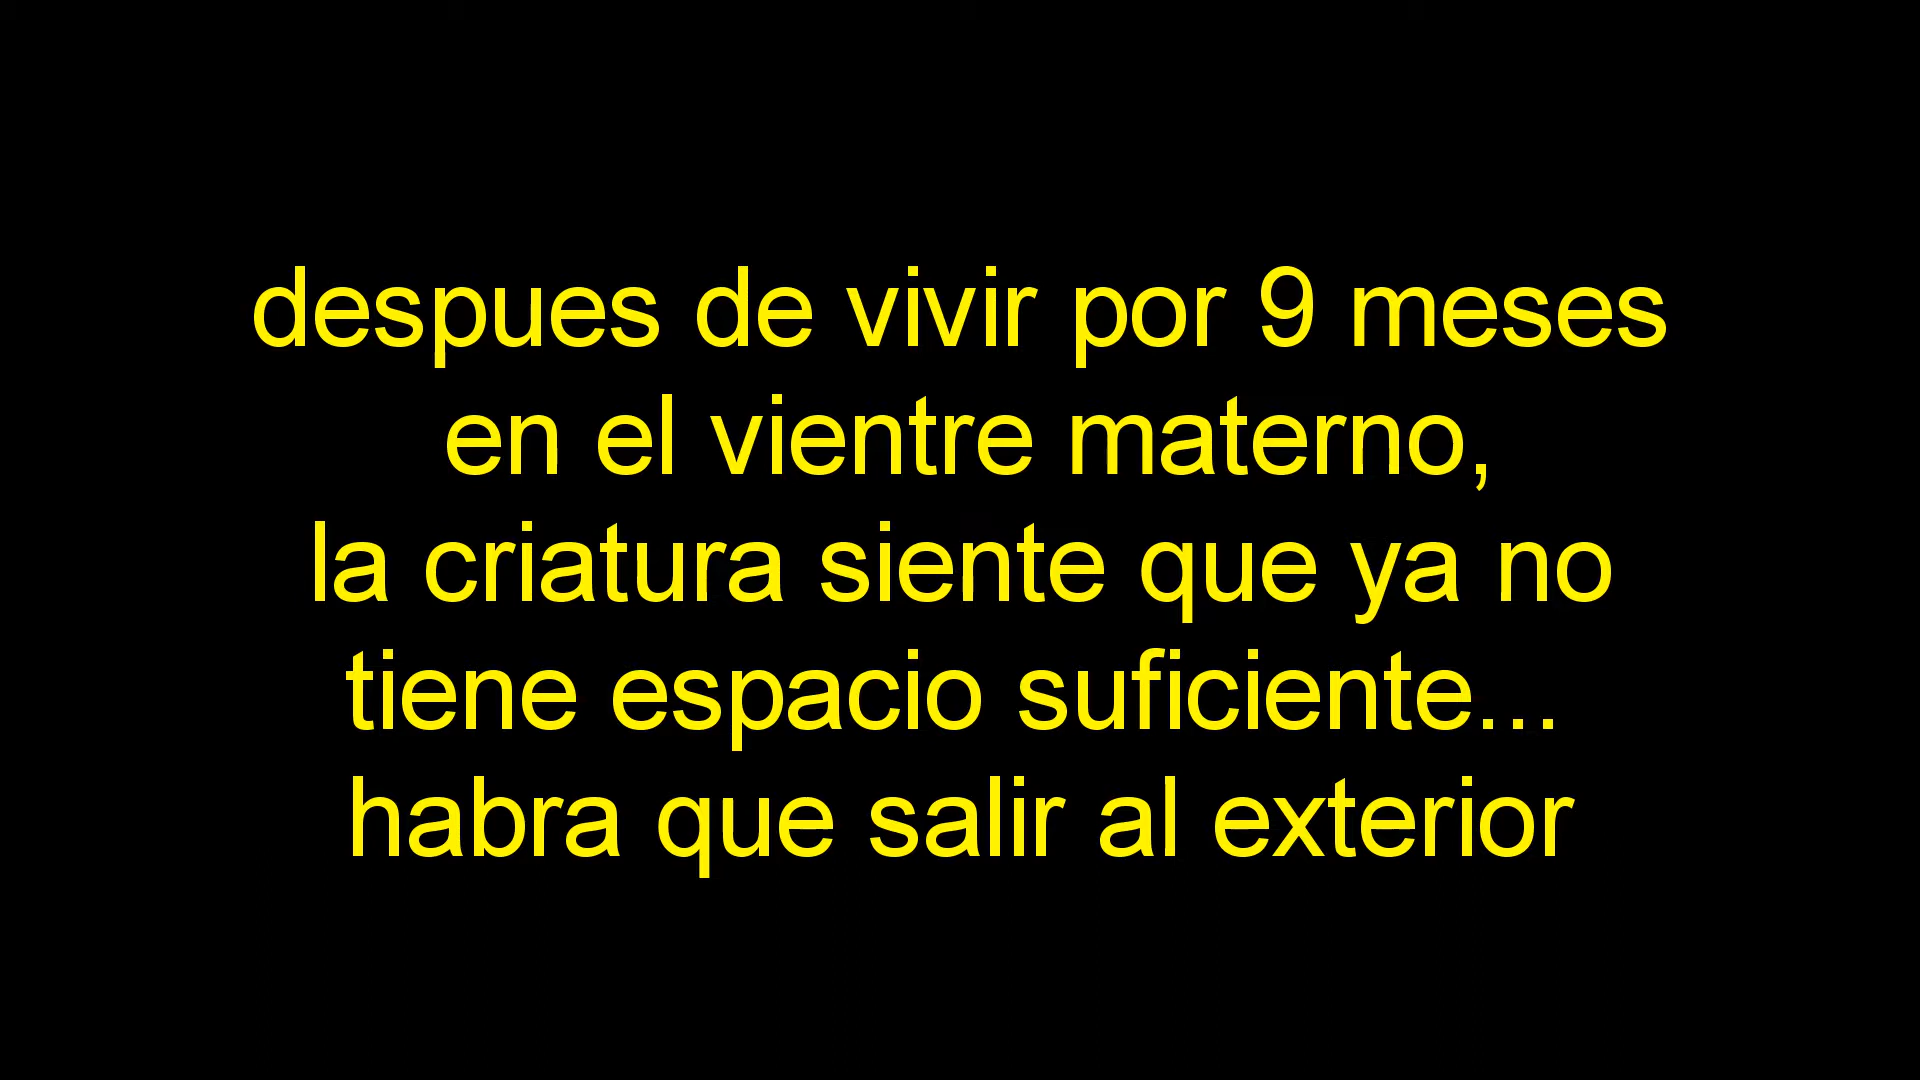 despues de vivir por 9 meses
en el vientre materno,
la criatura siente que ya no
tiene espacio suficiente...
habra que salir al exterior